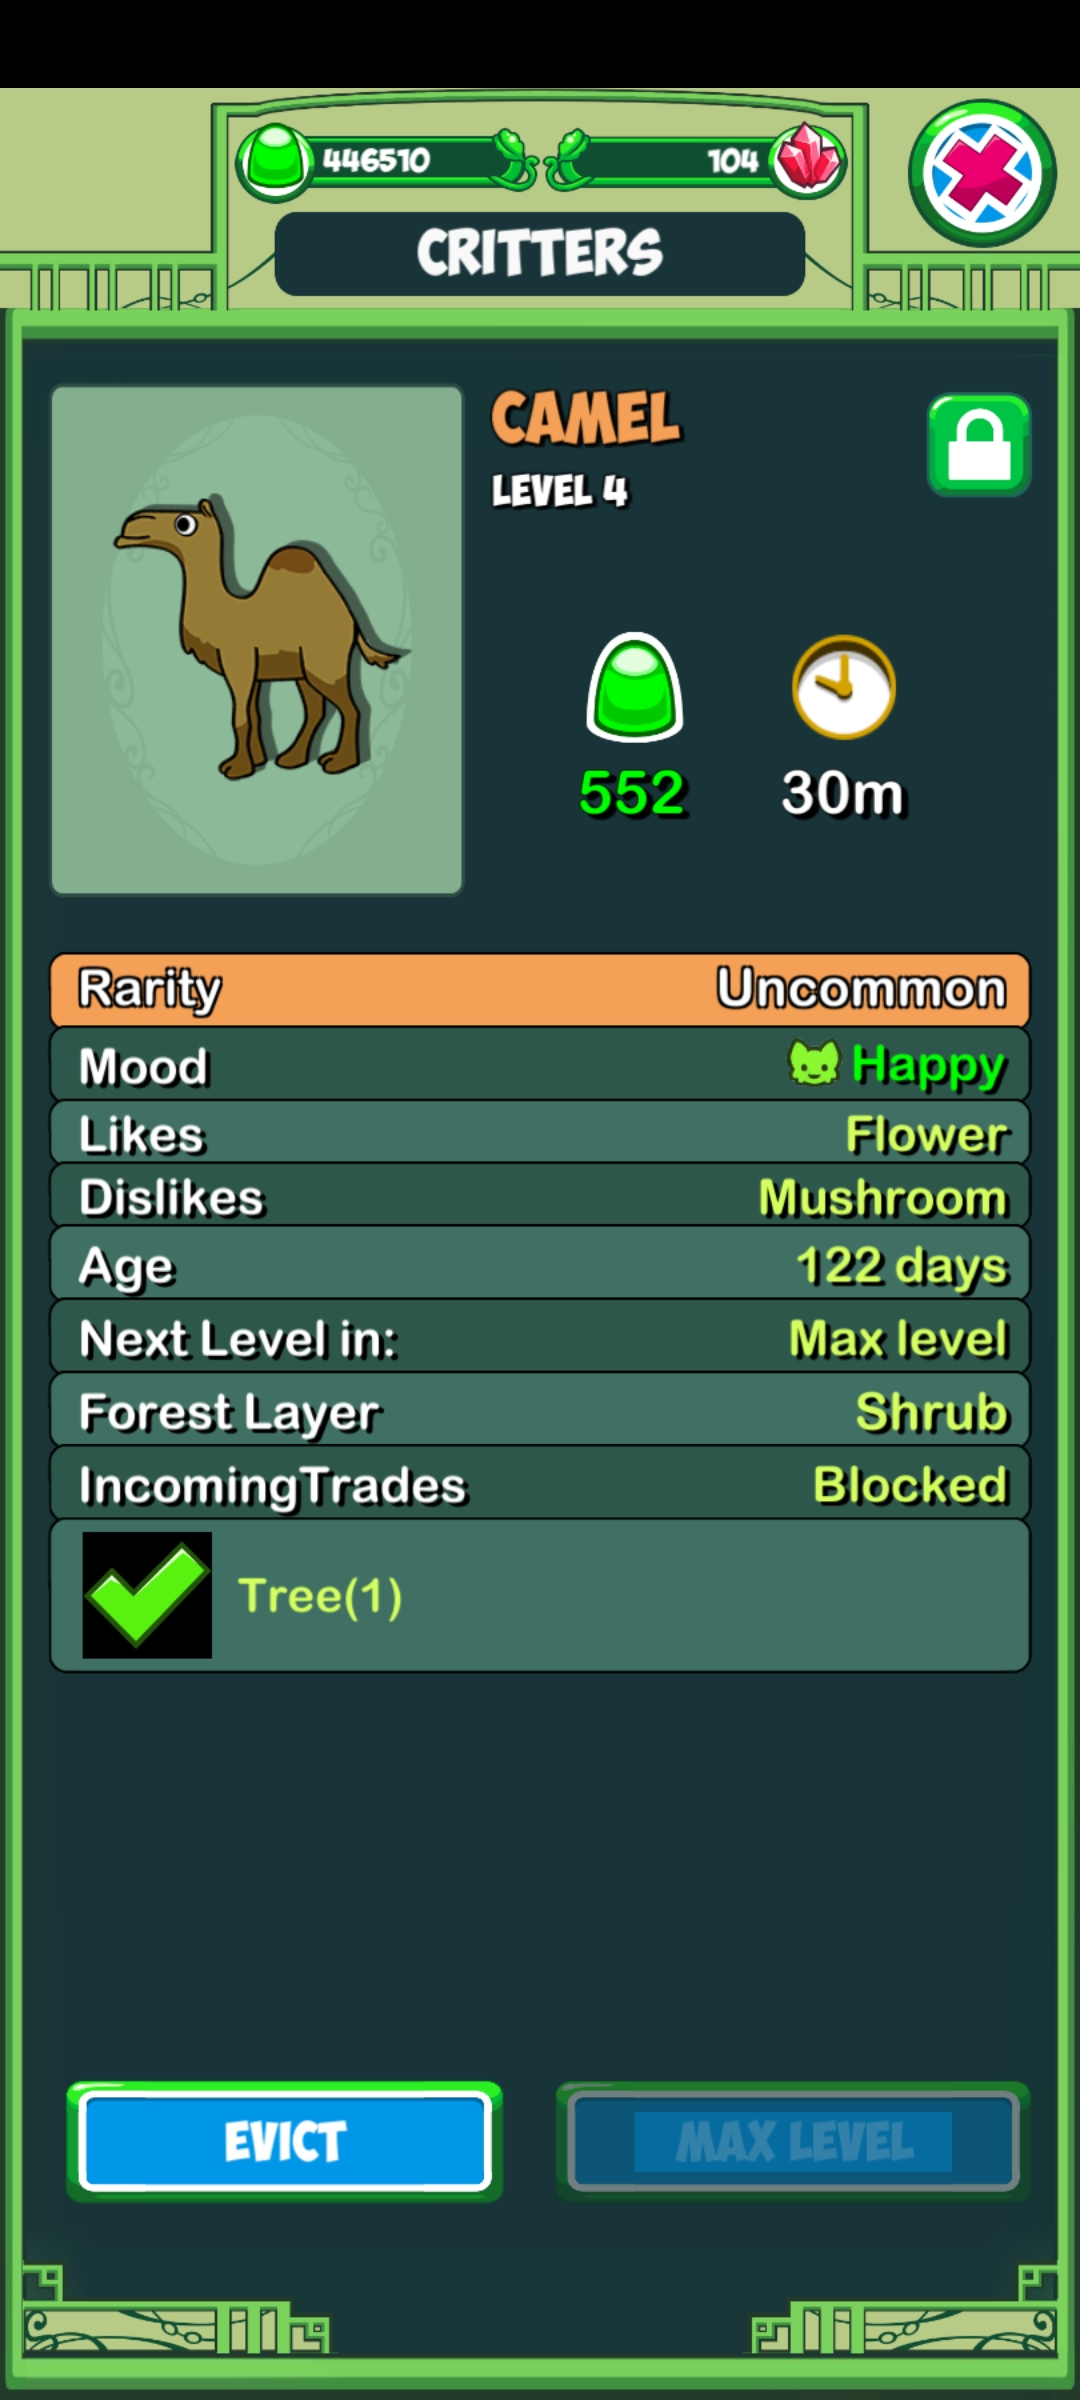 446510
104
CRITTERS
CAMEL
LEVEL 4
552
30m
Rarity Uncommon
Mood Happy
Likes Flower
Dislikes Mushroom
Age 122 days
Next Level in: Max level
Forest Layer Shrub
IncomingTrades Blocked
Tree(1)
EVICT
MAX LEVEL